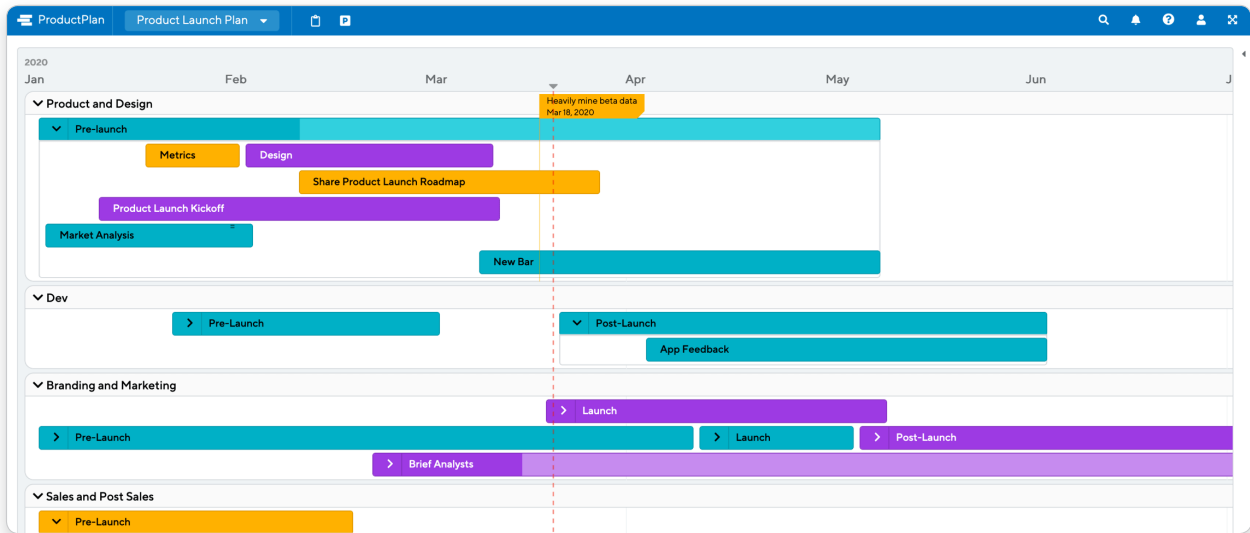 ProductPlan
Product Launch Plan
P
2020
Jan Feb Mar Apr May Jun J
Product and Design
Heavily mine beta data
Mar 18, 2020
Pre-launch
Metrics Design
Share Product Launch Roadmap
Product Launch Kickoff
Market Analysis
New Bar
Dev
Pre-Launch Post-Launch
App Feedback
Branding and Marketing
Launch
Pre-Launch Launch Post-Launch
Brief Analysts
Sales and Post Sales
Pre-Launch